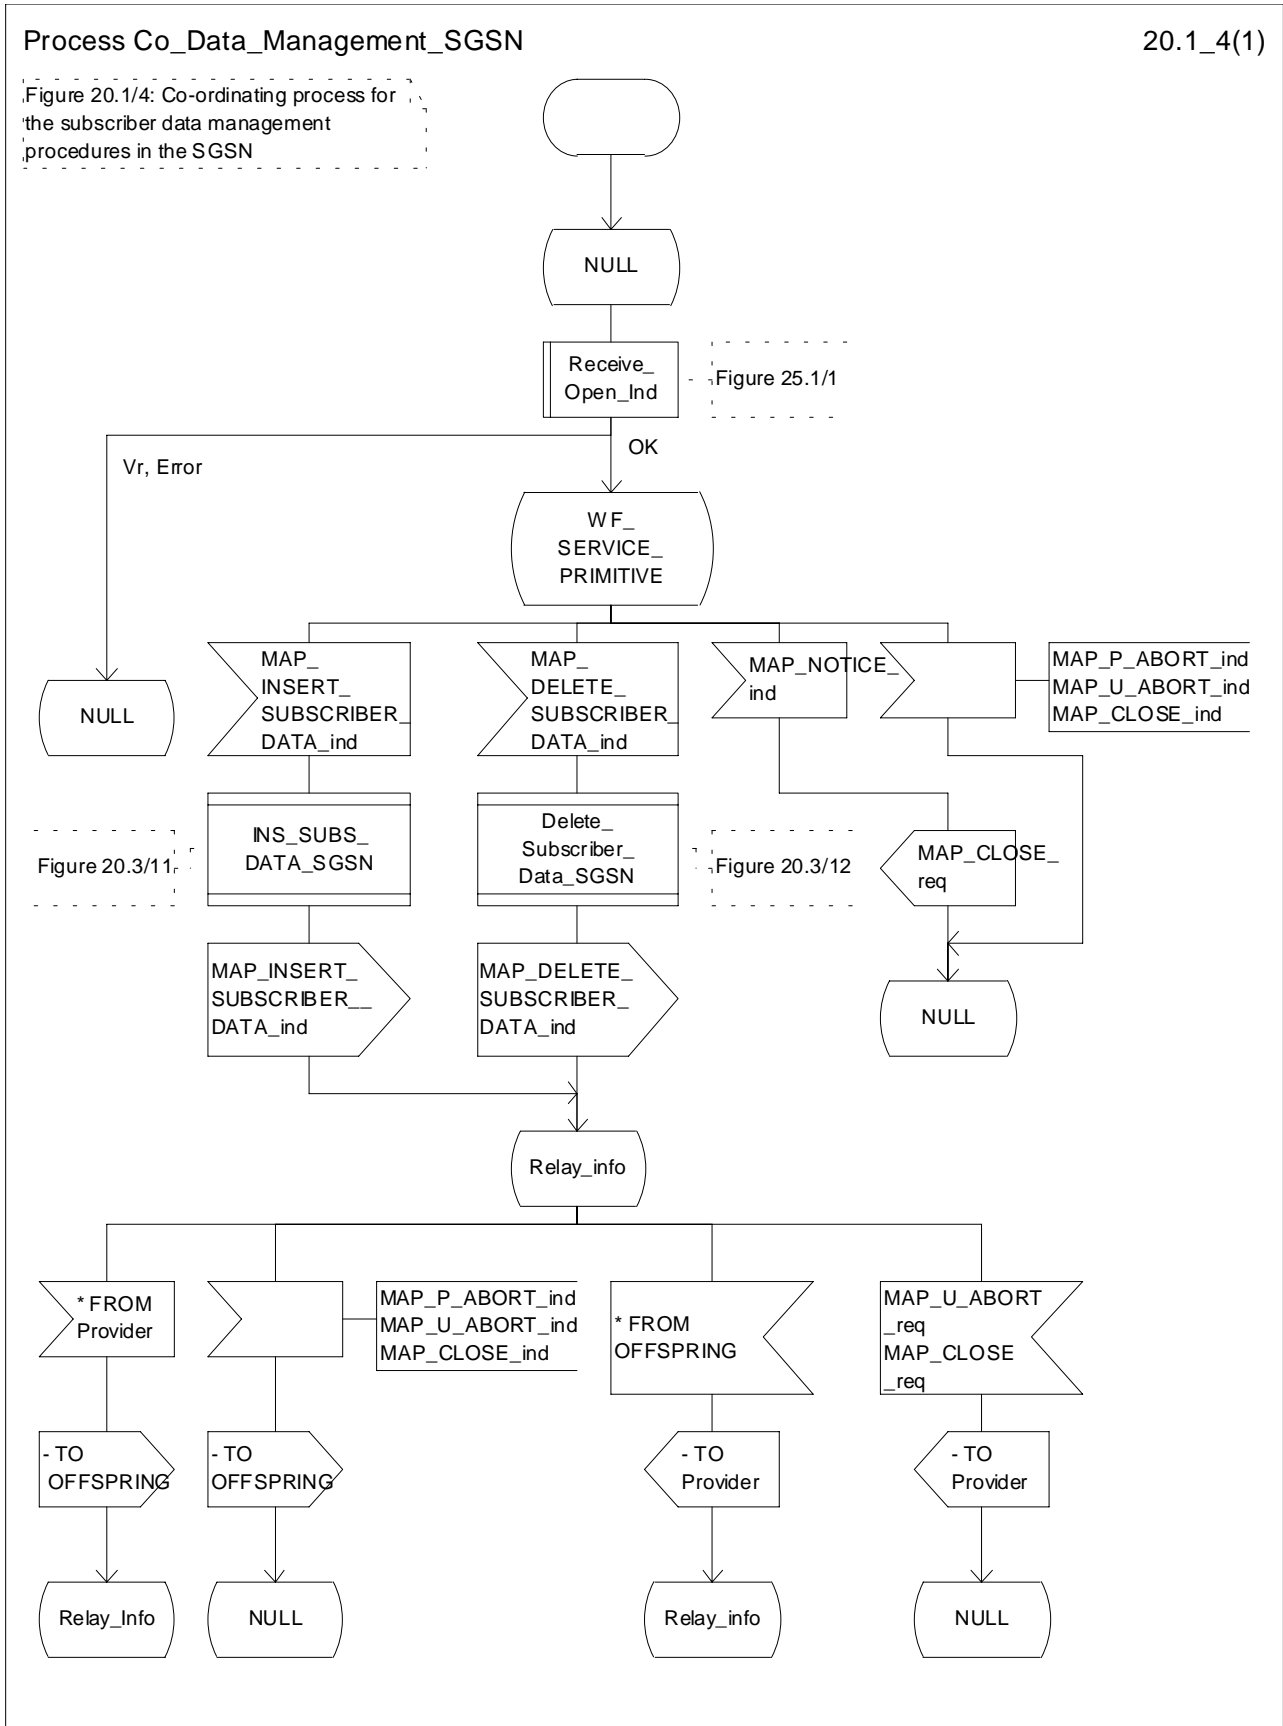 Process Co_Data_Management_SGSN
20.1_4(1)
Figure 20.1/4: Co-ordinating process for
the subscriber data management
procedures in the SGSN
NULL
Receive_
Open_Ind
Figure 25.1/1
Vr, Error
OK
WF_
SERVICE_
PRIMITIVE
NULL
MAP_
INSERT_
SUBSCRIBER_
DATA_ind
MAP_
DELETE_
SUBSCRIBER_
DATA_ind
MAP_NOTICE_
ind
MAP_P_ABORT_ind
MAP_U_ABORT_ind
MAP_CLOSE_ind
Figure 20.3/11
INS_SUBS_
DATA_SGSN
Delete_
Subscriber_
Data_SGSN
Figure 20.3/12
MAP_CLOSE_
req
MAP_INSERT_
SUBSCRIBER__
DATA_ind
MAP_DELETE_
SUBSCRIBER_
DATA_ind
NULL
Relay_info
* FROM
Provider
MAP_P_ABORT_ind
MAP_U_ABORT_ind
MAP_CLOSE_ind
* FROM
OFFSPRING
MAP_U_ABORT
_req
MAP_CLOSE
_req
- TO
OFFSPRING
- TO
OFFSPRING
- TO
Provider
- TO
Provider
Relay_Info
NULL
Relay_info
NULL